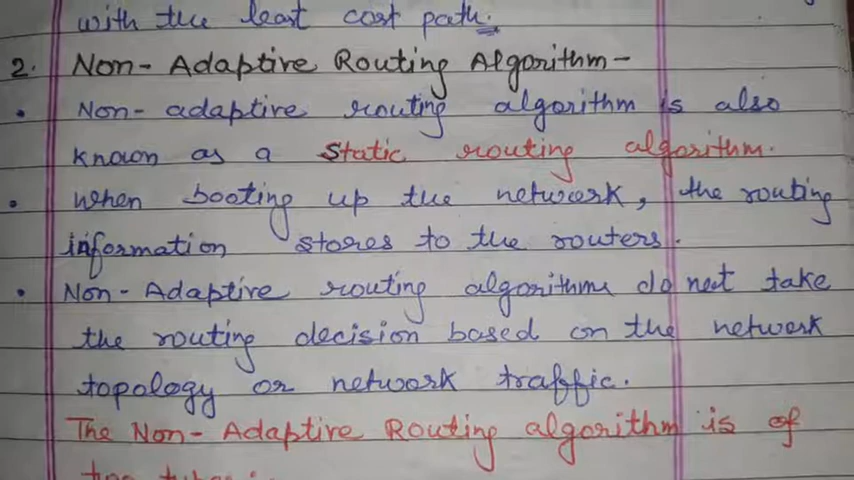 with the least cost path.
2. Non-Adaptive Routing Algorithm-
• Non-adaptive routing algorithm is also
known as a static routing algorithm.
• when booting up the network, the routing
information stores to the routers.
• Non-Adaptive routing algorithms do not take
the routing decision based on the network
topology or network traffic.
The Non-Adaptive Routing algorithm is of